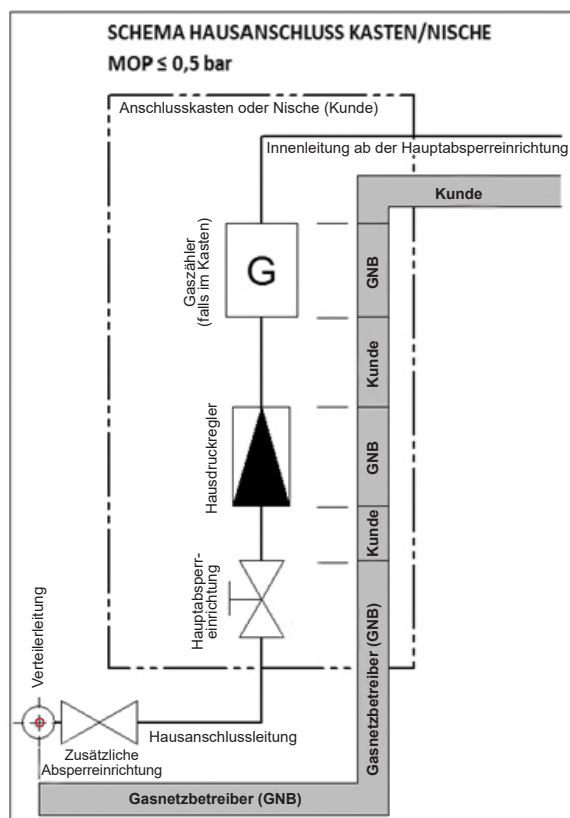 SCHEMA HAUSANSCHLUSS KASTEN/NISCHE
MOP ≤ 0,5 bar
Anschlusskasten oder Nische (Kunde)
Innenleitung ab der Hauptabsperreinrichtung
Kunde
Gaszähler
(falls im Kasten)
G
GNB
Kunde
Hausdruckregler
GNB
Kunde
Hauptabsperr-
einrichtung
Gasnetzbetreiber (GNB)
Verteilerleitung
Hausanschlussleitung
Zusätzliche
Absperreinrichtung
Gasnetzbetreiber (GNB)